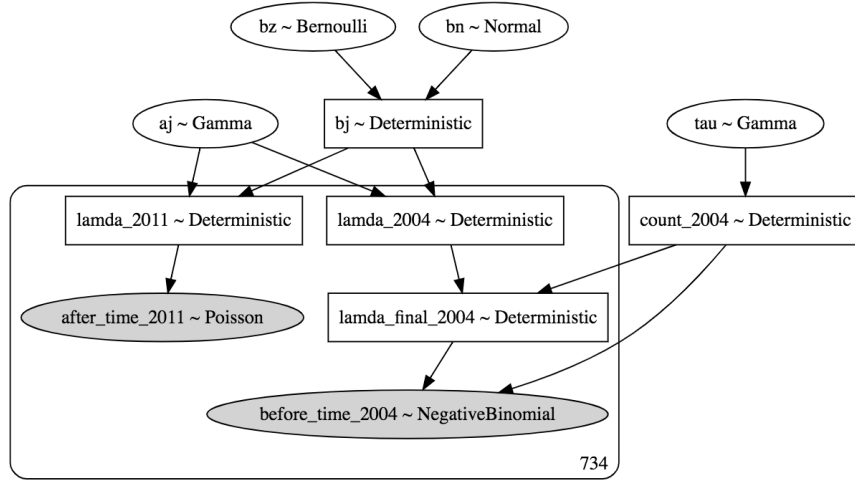 bz ~ Bernoulli
bn ~ Normal
aj ~ Gamma
bj ~ Deterministic
tau ~ Gamma
lamda_2011 ~ Deterministic
lamda_2004 ~ Deterministic
count_2004 ~ Deterministic
after_time_2011 ~ Poisson
lamda_final_2004 ~ Deterministic
before_time_2004 ~ NegativeBinomial
734